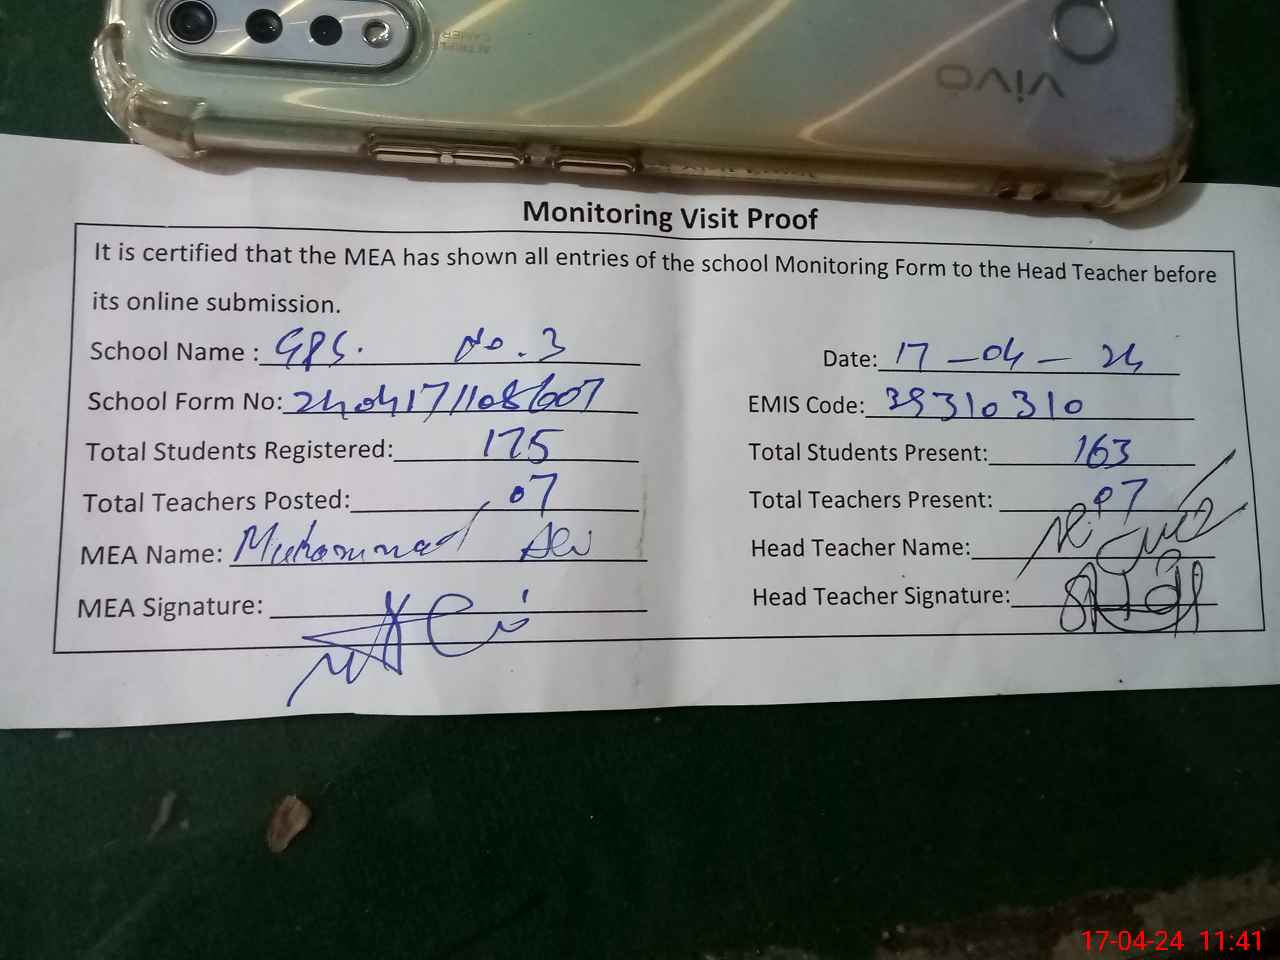 vivo
Monitoring Visit Proof
It is certified that the MEA has shown all entries of the school Monitoring Form to the Head Teacher before
its online submission.
School Name : GPS. No. 3 Date: 17-04-24
School Form No: 24041711086607 EMIS Code: 39310310
Total Students Registered: 175 Total Students Present: 163
Total Teachers Posted: 07 Total Teachers Present: 07
MEA Name: Muhammad Ali Head Teacher Name:
MEA Signature: Head Teacher Signature:
17-04-24 11:41